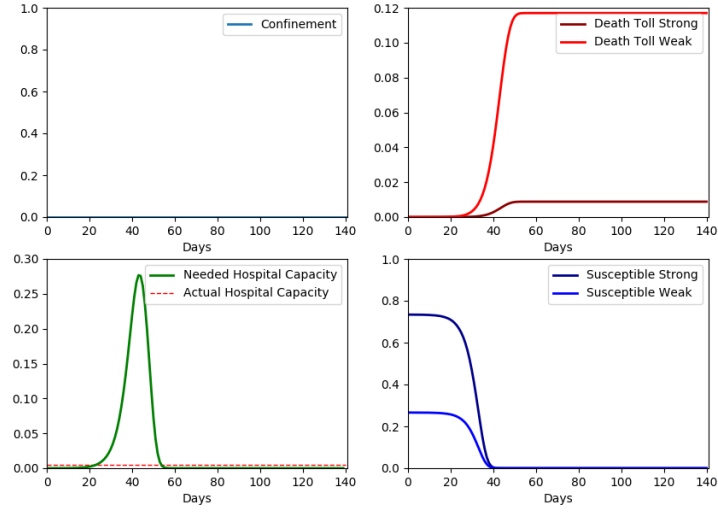 Confinement
1.0
0.8
0.6
0.4
0.2
0.0
0 20 40 60 80 100 120 140
Days
Death Toll Strong
Death Toll Weak
0.12
0.10
0.08
0.06
0.04
0.02
0.00
0 20 40 60 80 100 120 140
Days
Needed Hospital Capacity
Actual Hospital Capacity
0.30
0.25
0.20
0.15
0.10
0.05
0.00
0 20 40 60 80 100 120 140
Days
Susceptible Strong
Susceptible Weak
1.0
0.8
0.6
0.4
0.2
0.0
0 20 40 60 80 100 120 140
Days